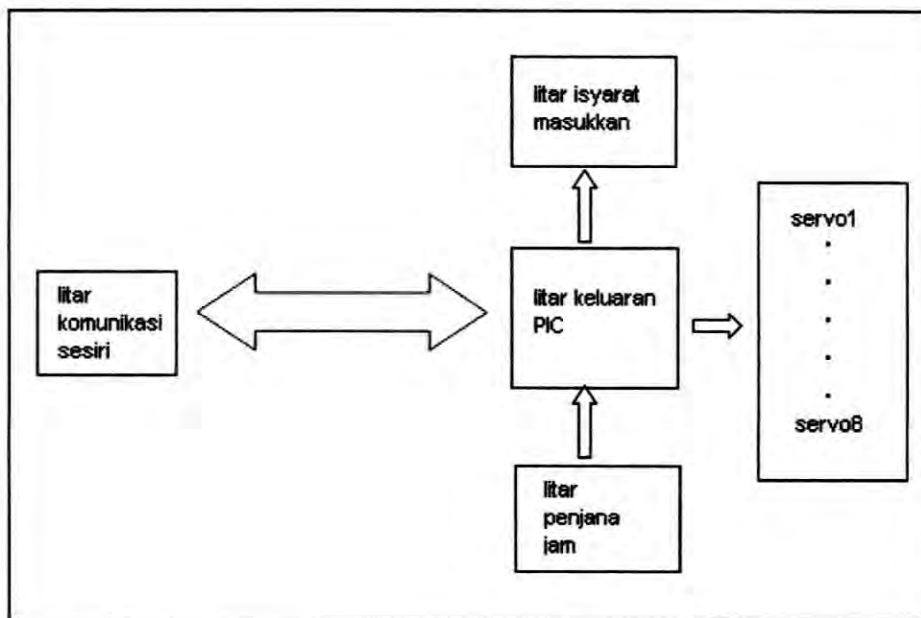 litar isyarat
masukkan
servo1
litar
komunikasi
sesiri
litar keluaran
PIC
servo8
litar
penjana
jam